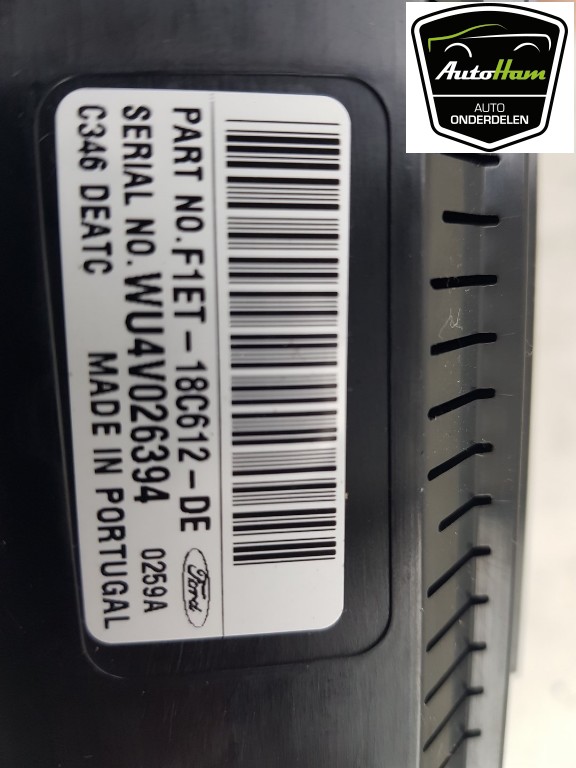 PART NO. F1ET-18C612-DE
SERIAL NO. WU4V026394 0259A
C346 DEATC MADE IN PORTUGAL
Ford
AutoHam
AUTO
ONDERDELEN